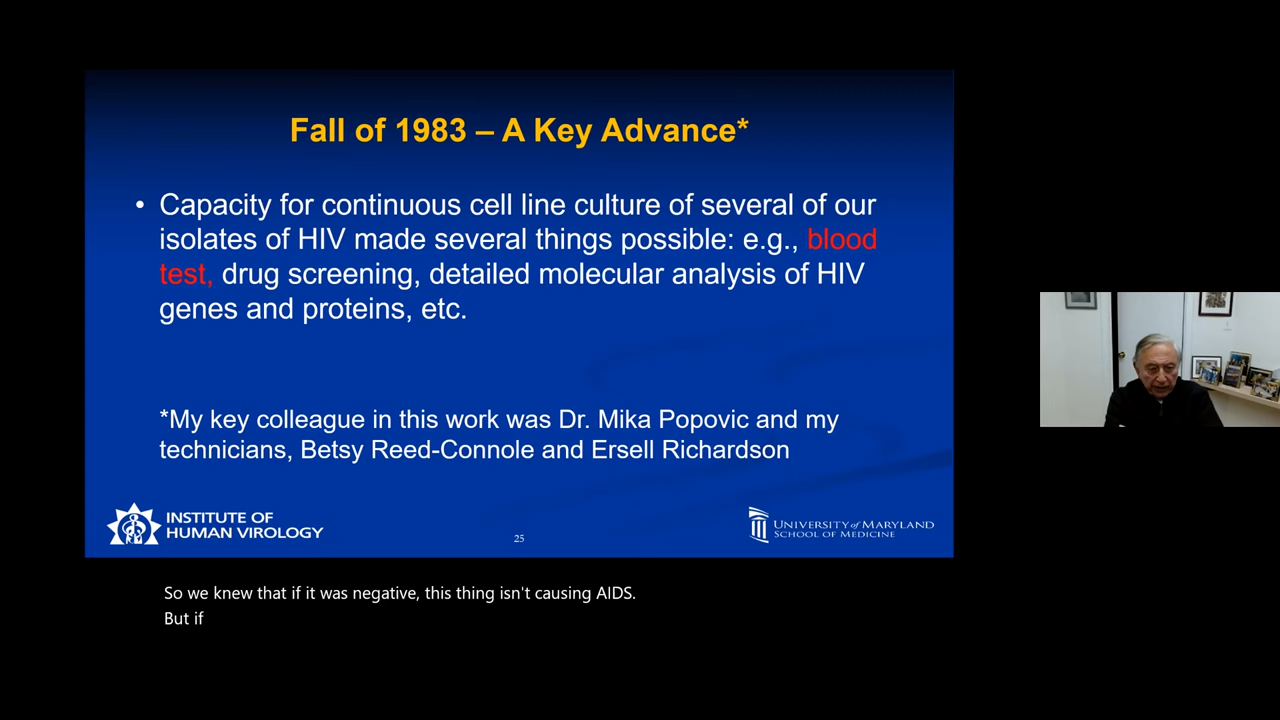 Fall of 1983 – A Key Advance*
• Capacity for continuous cell line culture of several of our
isolates of HIV made several things possible: e.g., blood
test, drug screening, detailed molecular analysis of HIV
genes and proteins, etc.
*My key colleague in this work was Dr. Mika Popovic and my
technicians, Betsy Reed-Connole and Ersell Richardson
INSTITUTE OF
HUMAN VIROLOGY
25
UNIVERSITY of MARYLAND
SCHOOL OF MEDICINE
So we knew that if it was negative, this thing isn't causing AIDS.
But if